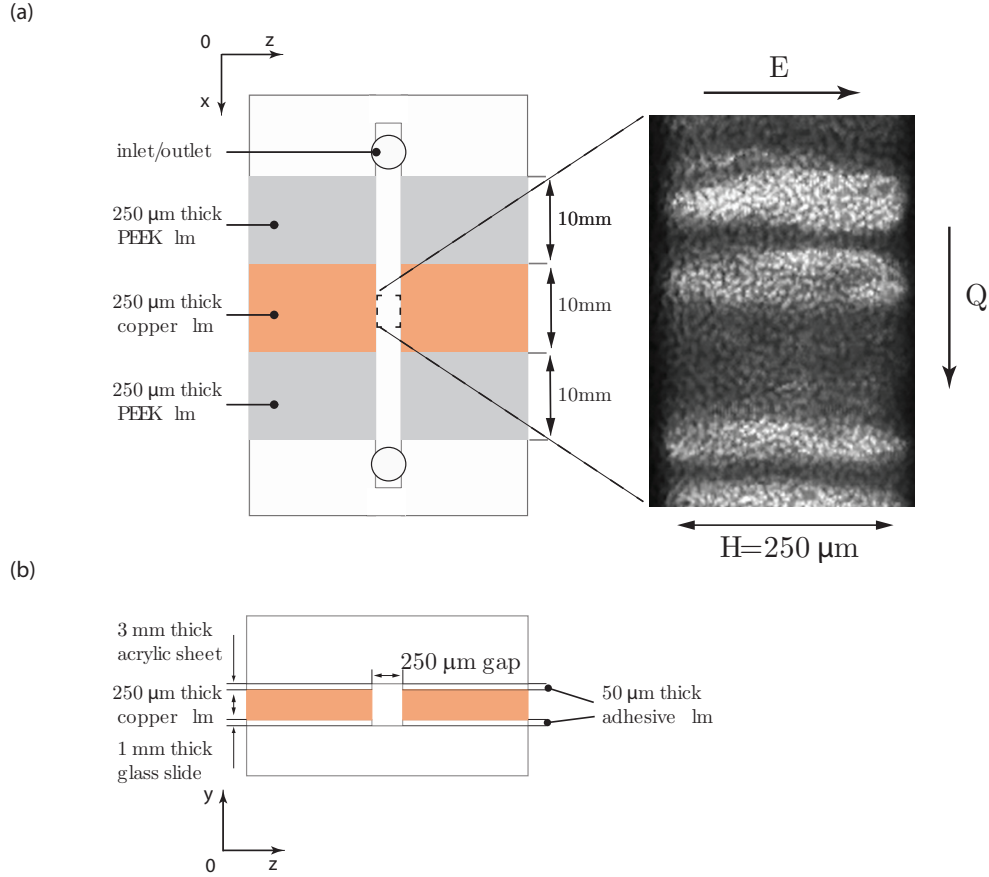 (a)
0
z
x
inlet/outlet
250 µm thick
PEEK lm
250 µm thick
copper lm
250 µm thick
PEEK lm
10mm
10mm
10mm
E
Q
H=250 µm
(b)
3 mm thick
acrylic sheet
250 µm thick
copper lm
1 mm thick
glass slide
250 µm gap
50 µm thick
adhesive lm
y
0
z